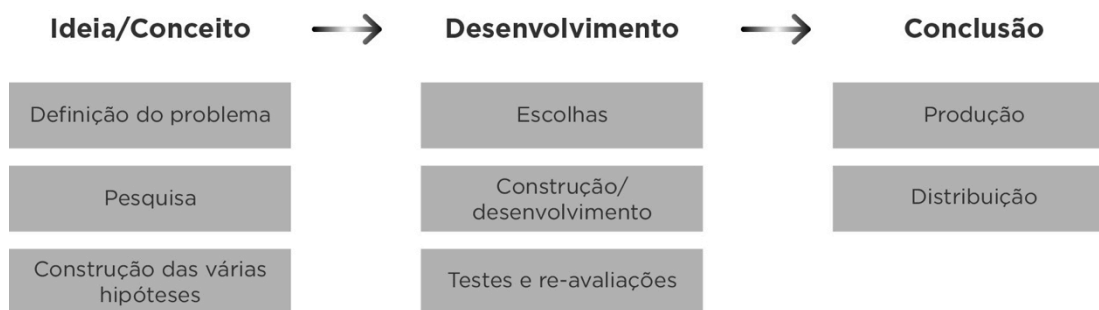 Ideia/Conceito
Desenvolvimento
Conclusão
Definição do problema
Escolhas
Produção
Pesquisa
Construção/
desenvolvimento
Distribuição
Construção das várias
hipóteses
Testes e re-avaliações